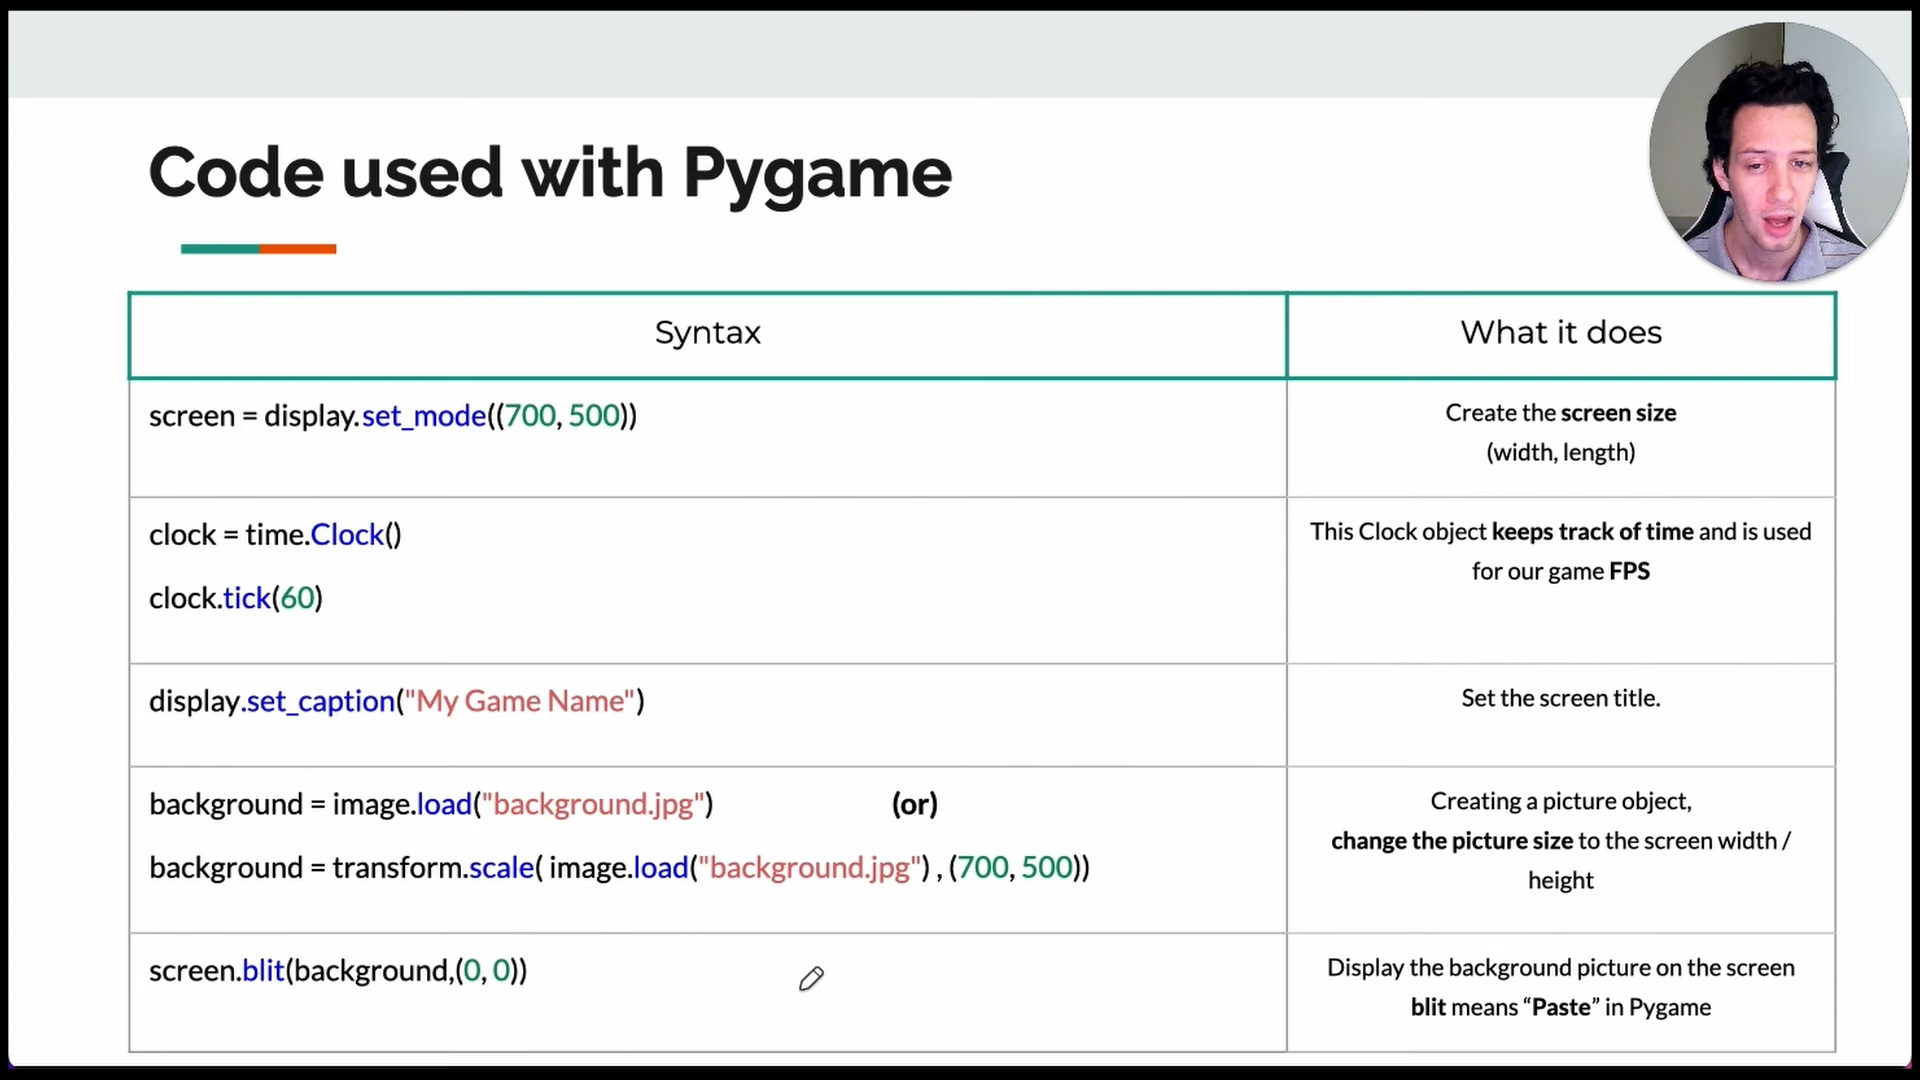 Code used with Pygame
Syntax
What it does
screen = display.set_mode((700, 500))
Create the screen size
(width, length)
clock = time.Clock()
clock.tick(60)
This Clock object keeps track of time and is used
for our game FPS
display.set_caption("My Game Name")
Set the screen title.
background = image.load("background.jpg") (or)
background = transform.scale( image.load("background.jpg") , (700, 500))
Creating a picture object,
change the picture size to the screen width /
height
screen.blit(background,(0, 0))
Display the background picture on the screen
blit means “Paste” in Pygame